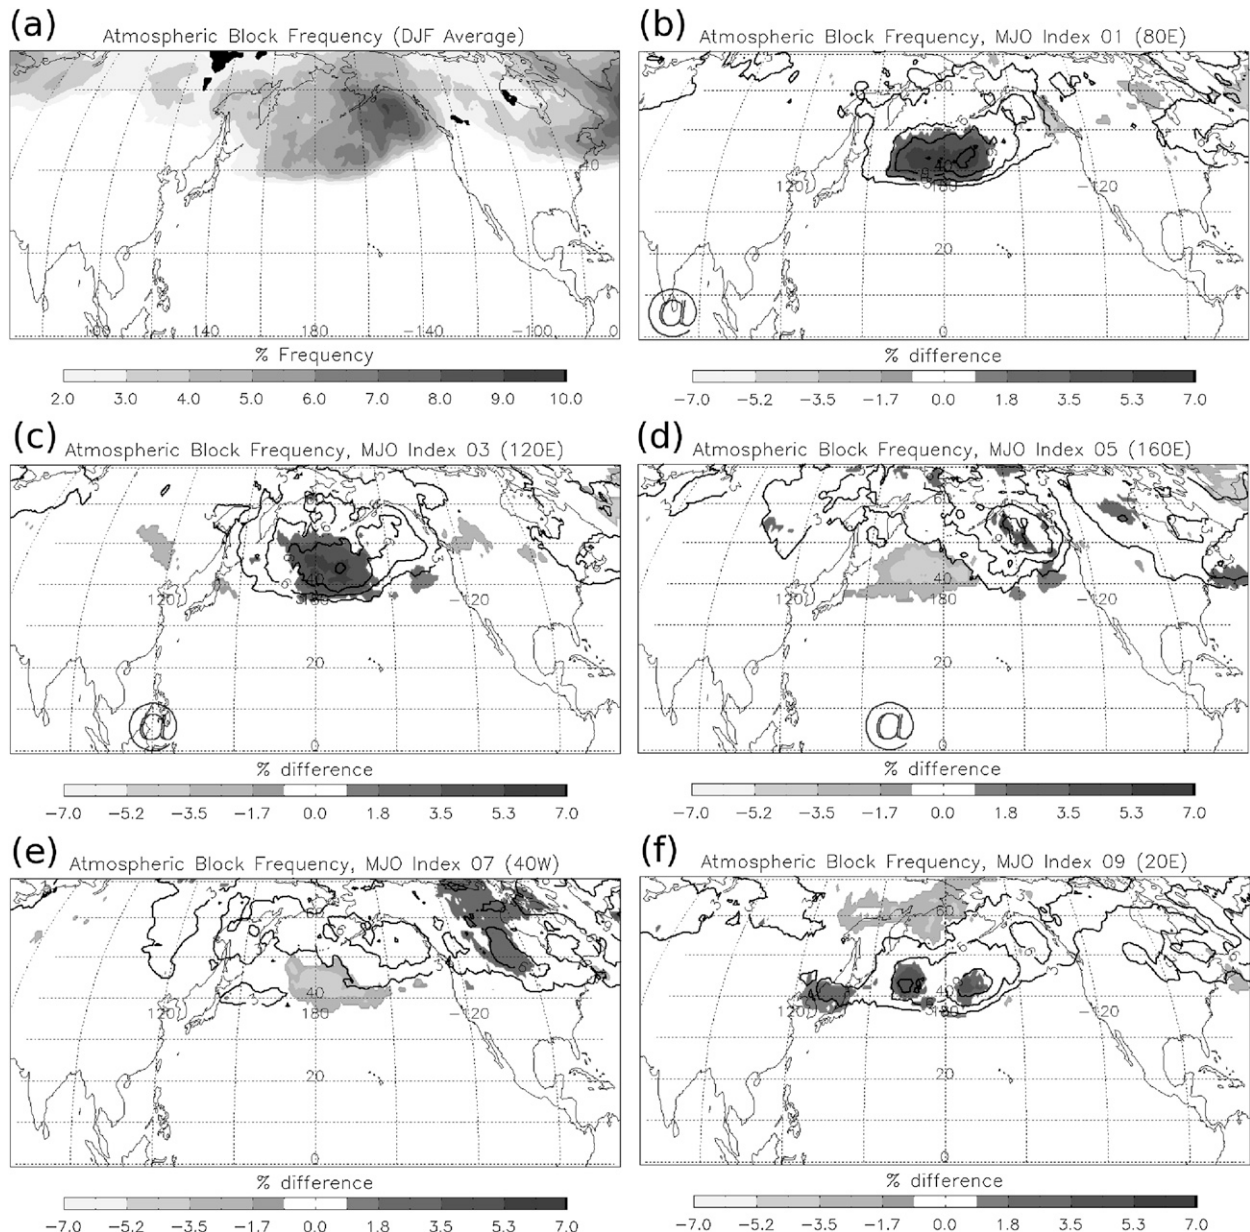 (a)
Atmospheric Block Frequency (DJF Average)
40
100 140 180 -140 -100 0
% Frequency
2.0 3.0 4.0 5.0 6.0 7.0 8.0 9.0 10.0
(b)
Atmospheric Block Frequency, MJO Index 01 (80E)
60
40
120 180 -120
20
@
0
% difference
-7.0 -5.2 -3.5 -1.7 0.0 1.8 3.5 5.3 7.0
(c)
Atmospheric Block Frequency, MJO Index 03 (120E)
40
120 180 -120
20
@
0
% difference
-7.0 -5.2 -3.5 -1.7 0.0 1.8 3.5 5.3 7.0
(d)
Atmospheric Block Frequency, MJO Index 05 (160E)
40
120 180 -120
20
@
0
% difference
-7.0 -5.2 -3.5 -1.7 0.0 1.8 3.5 5.3 7.0
(e)
Atmospheric Block Frequency, MJO Index 07 (40W)
60
40
120 180 -120
20
0
% difference
-7.0 -5.2 -3.5 -1.7 0.0 1.8 3.5 5.3 7.0
(f)
Atmospheric Block Frequency, MJO Index 09 (20E)
60
40
120 180 -120
20
0
% difference
-7.0 -5.2 -3.5 -1.7 0.0 1.8 3.5 5.3 7.0